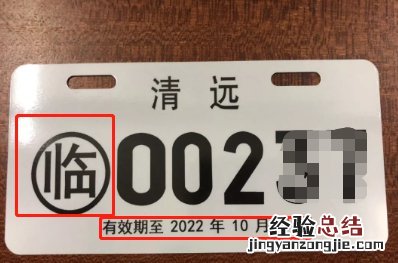 清远
临 002
有效期至 2022 年 10 月
经验总结
jingyanzongjie.com